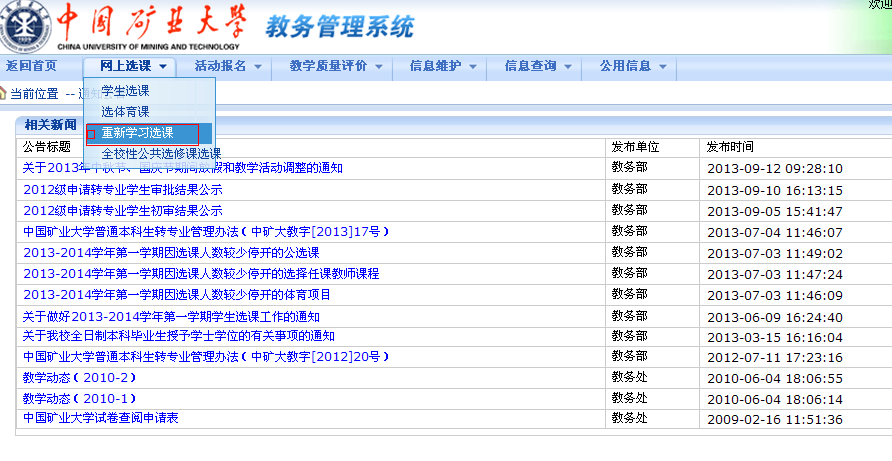 欢迎
中国矿业大学 教务管理系统
CHINA UNIVERSITY OF MINING AND TECHNOLOGY
返回首页 网上选课 活动报名 教学质量评价 信息维护 信息查询 公用信息
当前位置 -- 通知
学生选课
选体育课
重新学习选课
全校性公共选修课选课
相关新闻
公告标题 发布单位 发布时间
关于2013年中秋节、国庆节期间放假和教学活动调整的通知 教务部 2013-09-12 09:28:10
2012级申请转专业学生审批结果公示 教务部 2013-09-10 16:13:15
2012级申请转专业学生初审结果公示 教务部 2013-09-05 15:41:47
中国矿业大学普通本科生转专业管理办法（中矿大教字[2013]17号） 教务部 2013-07-04 11:46:07
2013-2014学年第一学期因选课人数较少停开的公选课 教务部 2013-07-03 11:49:02
2013-2014学年第一学期因选课人数较少停开的选择任课教师课程 教务部 2013-07-03 11:47:24
2013-2014学年第一学期因选课人数较少停开的体育项目 教务部 2013-07-03 11:46:09
关于做好2013-2014学年第一学期学生选课工作的通知 教务部 2013-06-09 16:24:40
关于我校全日制本科毕业生授予学士学位的有关事项的通知 教务部 2013-03-15 16:16:04
中国矿业大学普通本科生转专业管理办法（中矿大教字[2012]20号） 教务部 2012-07-11 17:23:16
教学动态（2010-2） 教务处 2010-06-04 18:06:55
教学动态（2010-1） 教务处 2010-06-04 18:06:14
中国矿业大学试卷查阅申请表 教务处 2009-02-16 11:51:36